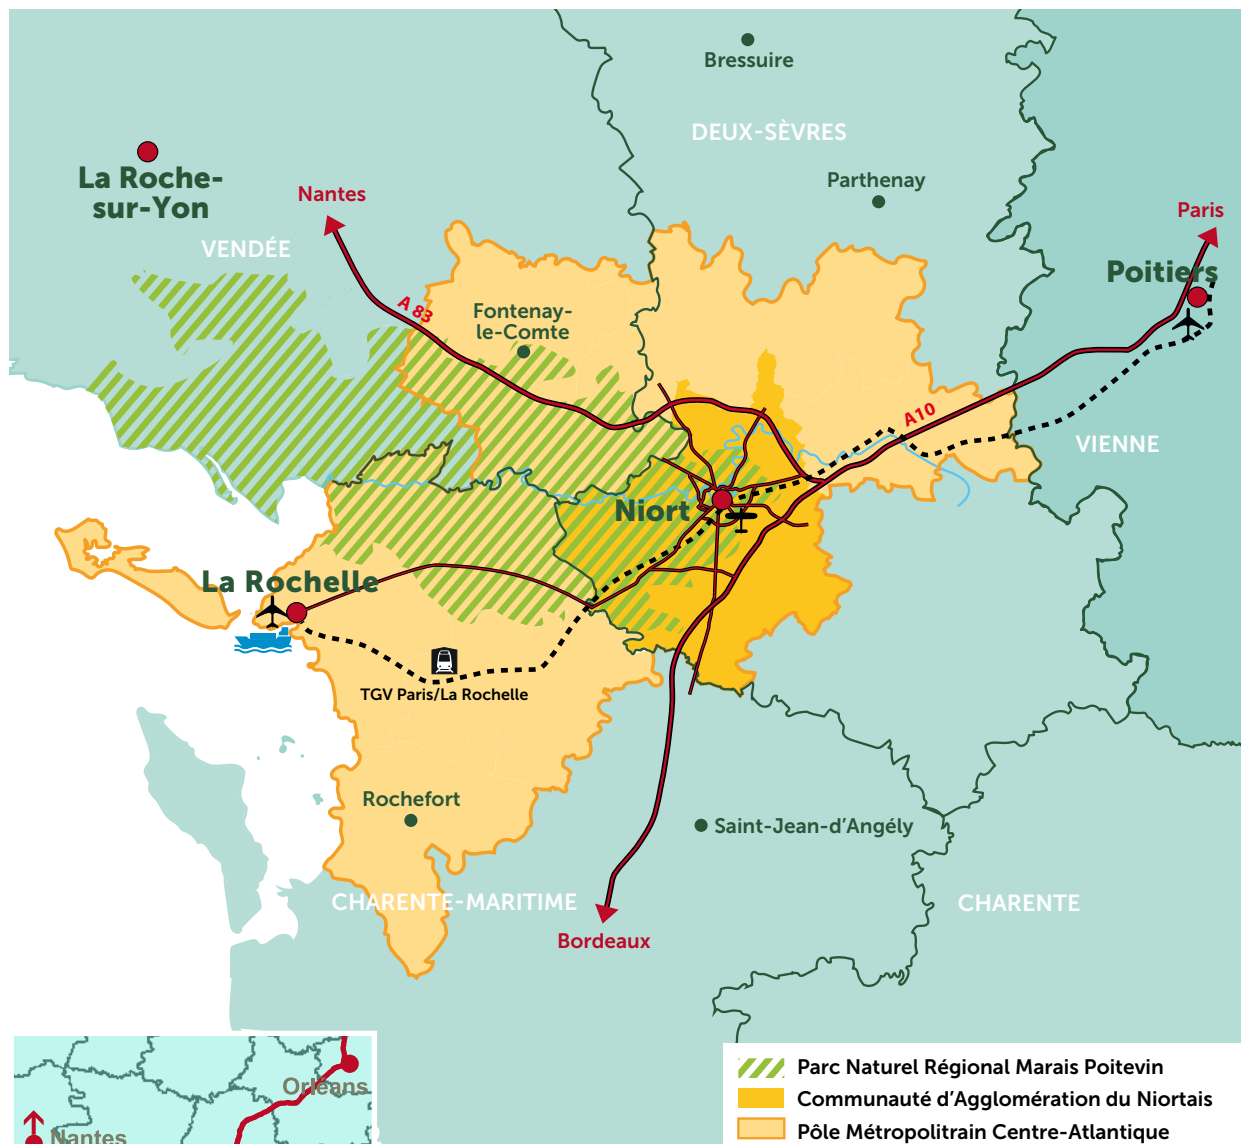 Bressuire
DEUX-SÈVRES
La Roche-
sur-Yon
Nantes
Parthenay
Paris
VENDÉE
Poitiers
A 83
Fontenay-
le-Comte
A10
VIENNE
Niort
La Rochelle
TGV Paris/La Rochelle
Rochefort
Saint-Jean-d'Angély
CHARENTE-MARITIME
CHARENTE
Bordeaux
Orléans
Nantes
Parc Naturel Régional Marais Poitevin
Communauté d'Agglomération du Niortais
Pôle Métropolitrain Centre-Atlantique